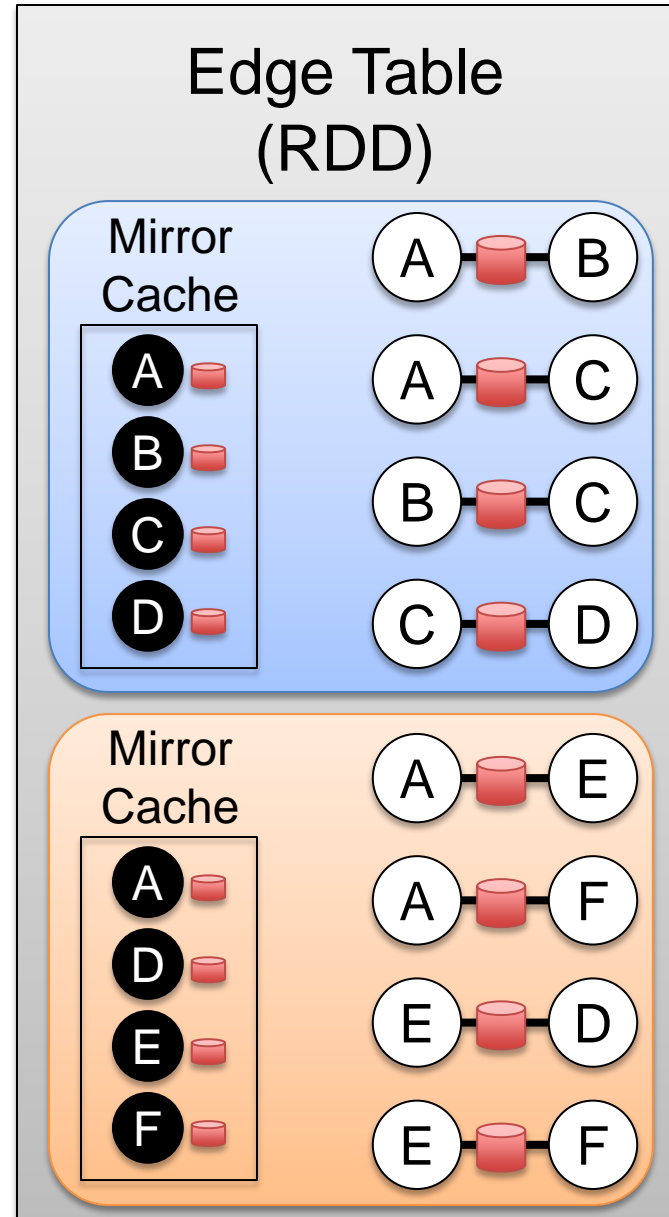 Edge Table
(RDD)
Mirror
Cache
A
B
C
D
A B
A C
B C
C D
Mirror
Cache
A
D
E
F
A E
A F
E D
E F